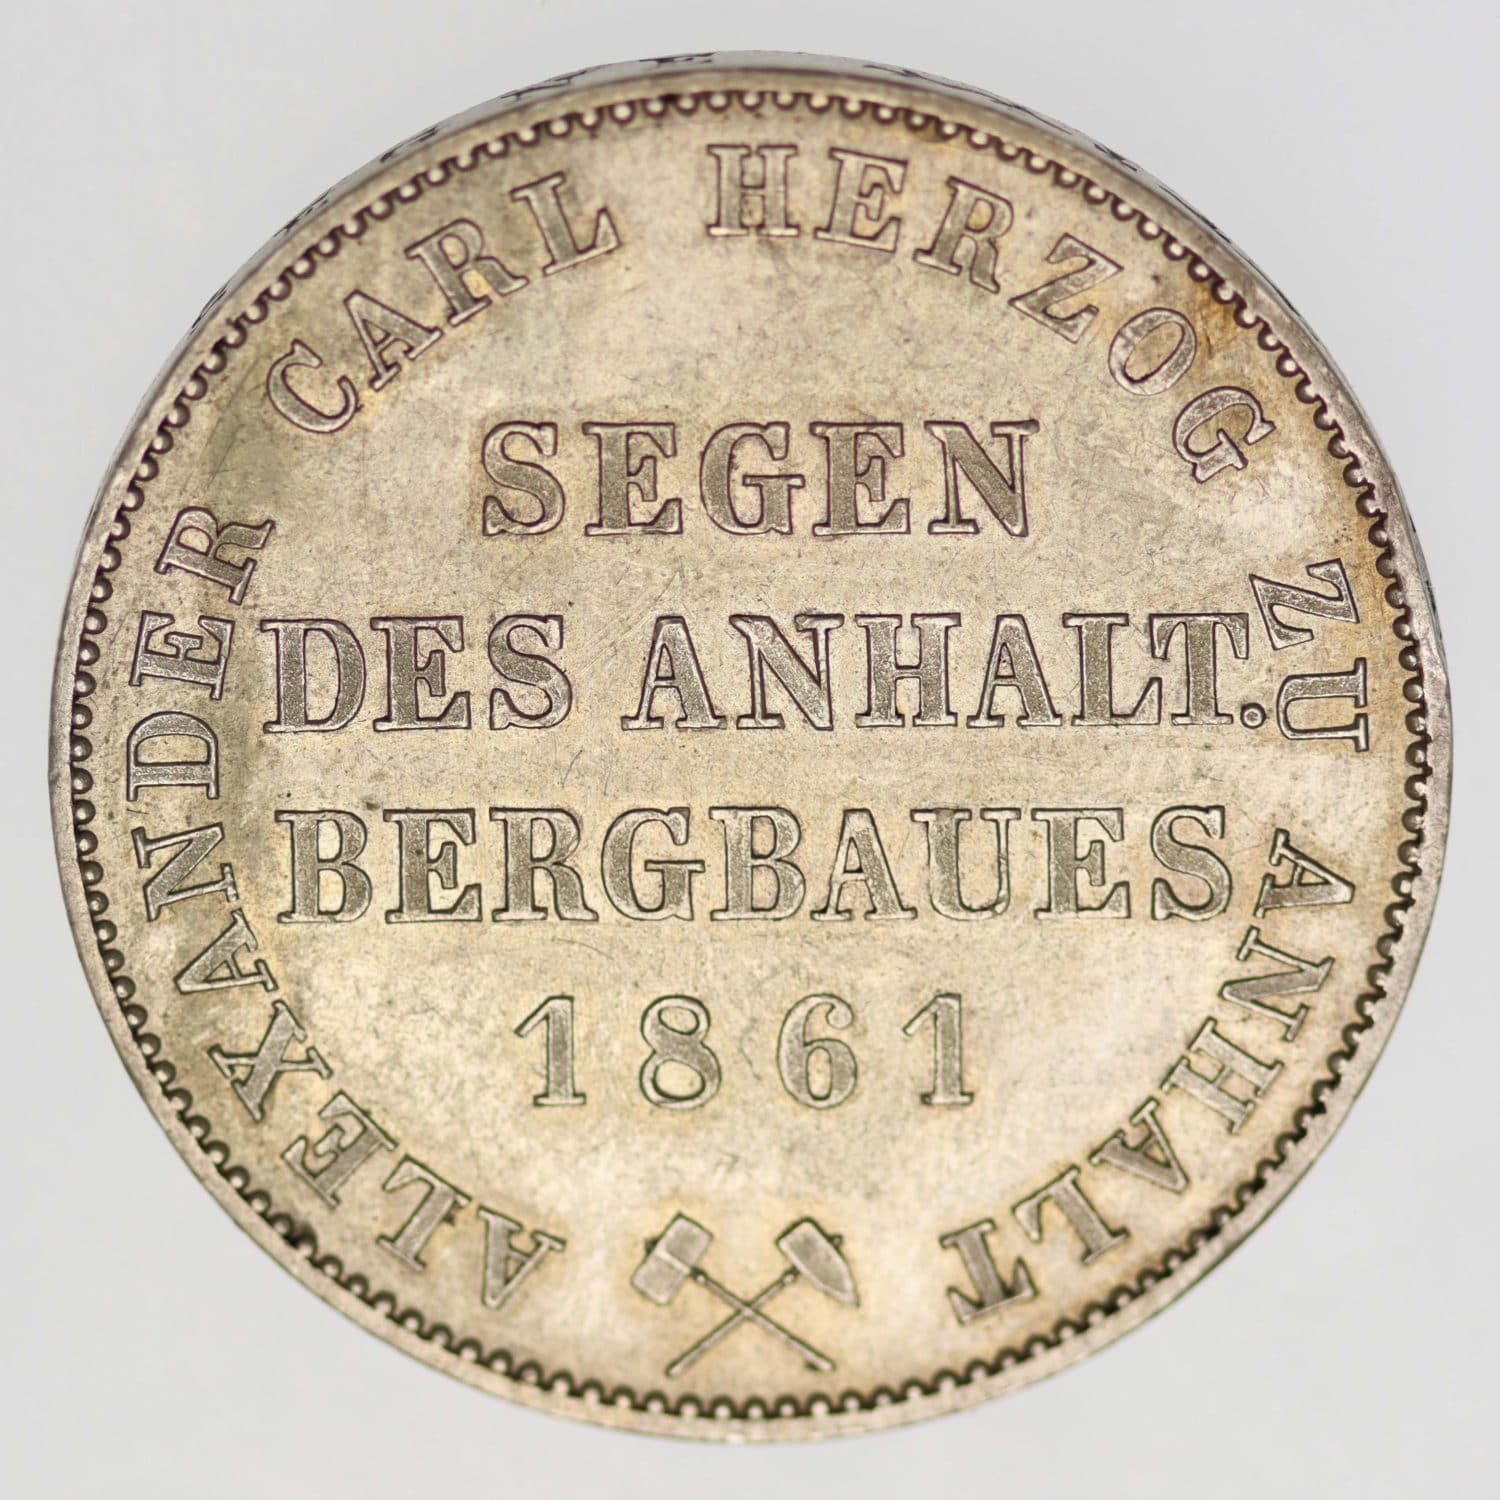 ALEXANDER CARL HERZOG ZU ANHALT
SEGEN
DES ANHALT.
BERGBAUES
1861